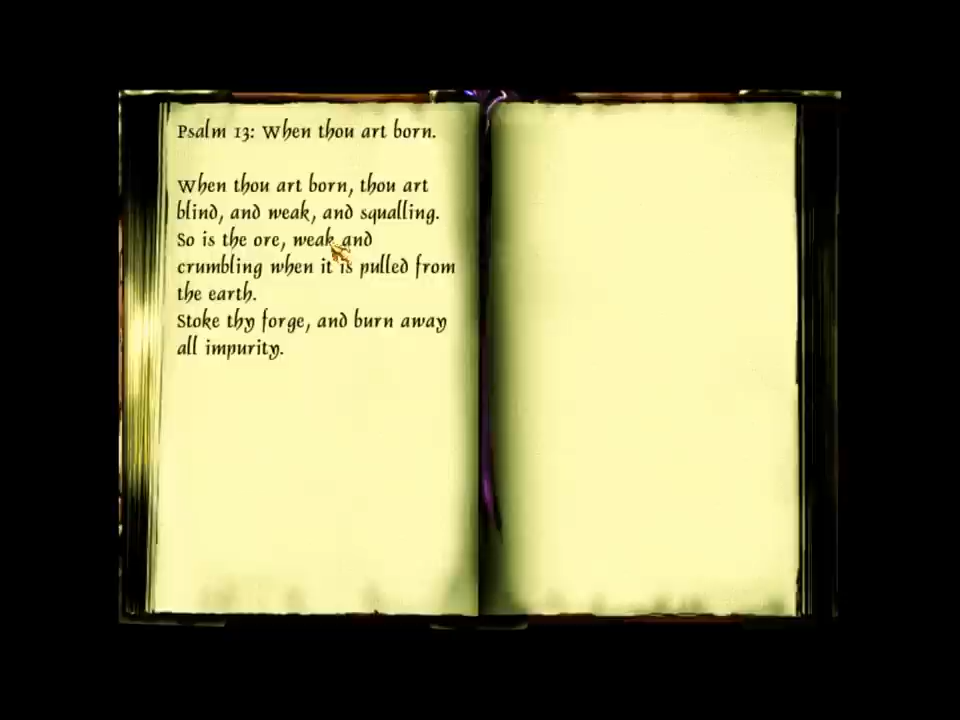 Psalm 13: When thou art born.
When thou art born, thou art
blind, and weak, and squalling.
So is the ore, weak and
crumbling when it is pulled from
the earth.
Stoke thy forge, and burn away
all impurity.